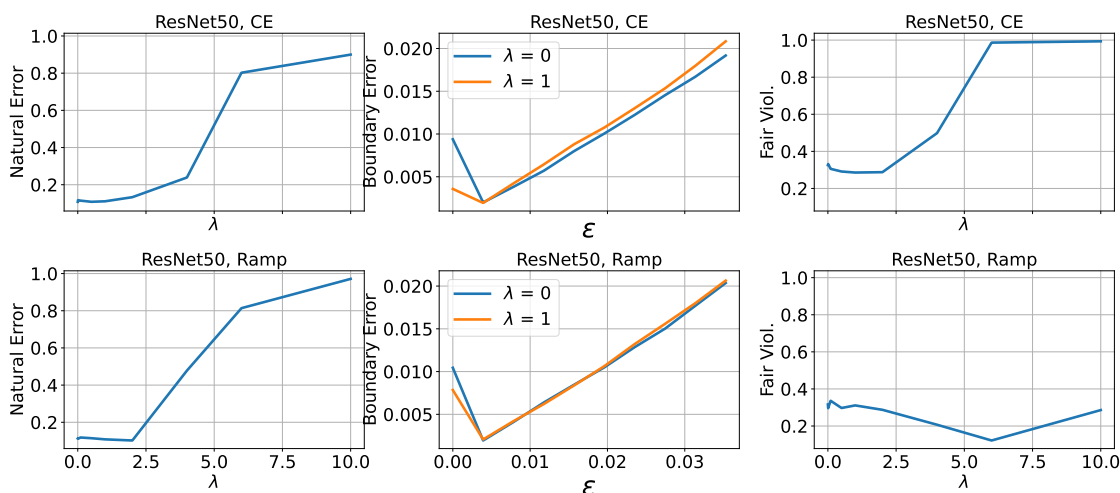 ResNet50, CE
Natural Error
1.0
0.8
0.6
0.4
0.2
λ
ResNet50, CE
Boundary Error
0.020
0.015
0.010
0.005
λ = 0
λ = 1
ε
ResNet50, CE
Fair Viol.
1.0
0.8
0.6
0.4
0.2
λ
ResNet50, Ramp
Natural Error
1.0
0.8
0.6
0.4
0.2
0.0 2.5 5.0 7.5 10.0
λ
ResNet50, Ramp
Boundary Error
0.020
0.015
0.010
0.005
λ = 0
λ = 1
0.00 0.01 0.02 0.03
ε
ResNet50, Ramp
Fair Viol.
1.0
0.8
0.6
0.4
0.2
0.0 2.5 5.0 7.5 10.0
λ